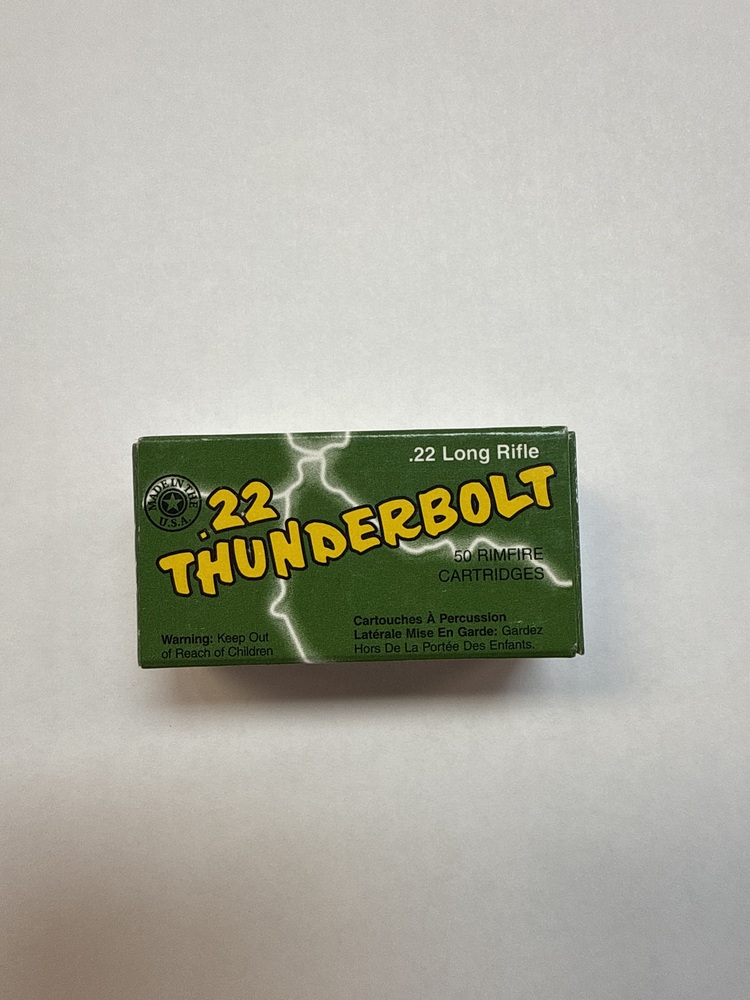 .22 Long Rifle
MADE IN THE
U.S.A.
.22
THUNDERBOLT
50 RIMFIRE
CARTRIDGES
Warning: Keep Out
of Reach of Children
Cartouches À Percussion
Latérale Mise En Garde: Gardez
Hors De La Portée Des Enfants.